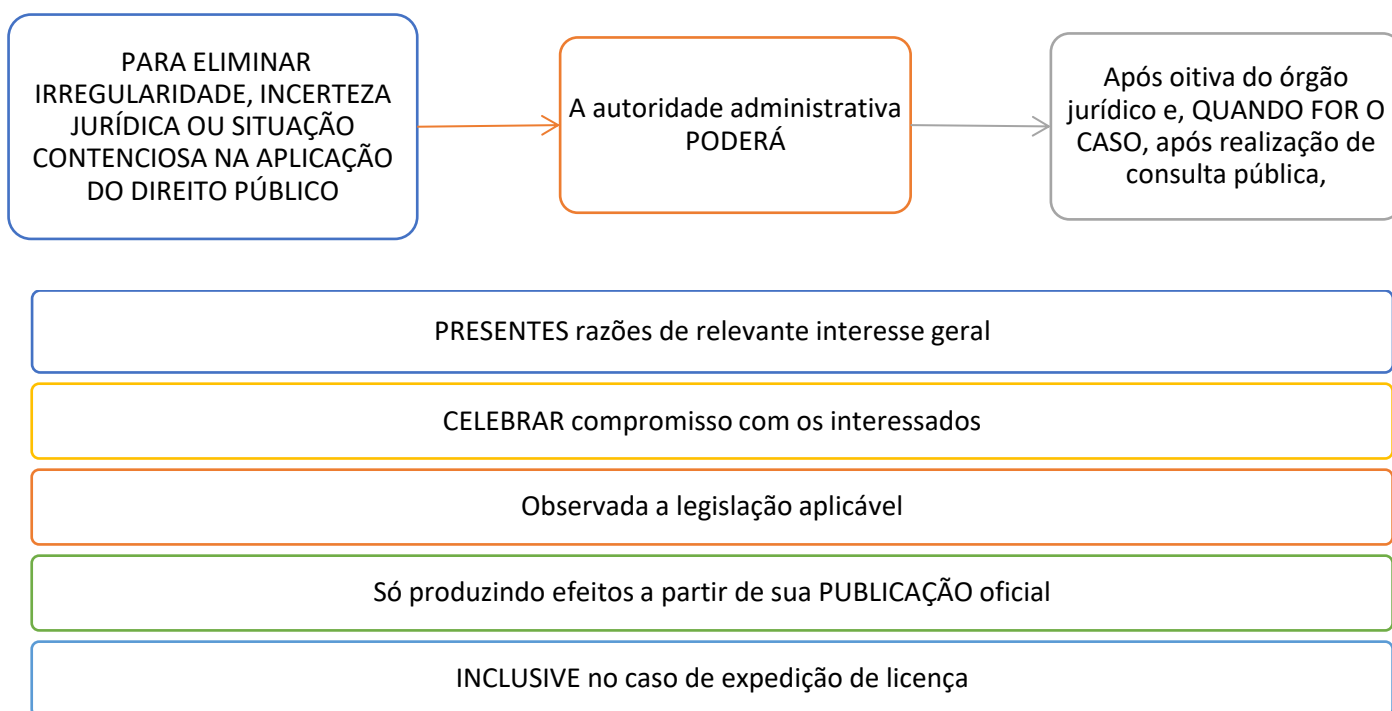 PARA ELIMINAR
IRREGULARIDADE, INCERTEZA
JURÍDICA OU SITUAÇÃO
CONTENCIOSA NA APLICAÇÃO
DO DIREITO PÚBLICO
A autoridade administrativa
PODERÁ
Após oitiva do órgão
jurídico e, QUANDO FOR O
CASO, após realização de
consulta pública,
PRESENTES razões de relevante interesse geral
CELEBRAR compromisso com os interessados
Observada a legislação aplicável
Só produzindo efeitos a partir de sua PUBLICAÇÃO oficial
INCLUSIVE no caso de expedição de licença